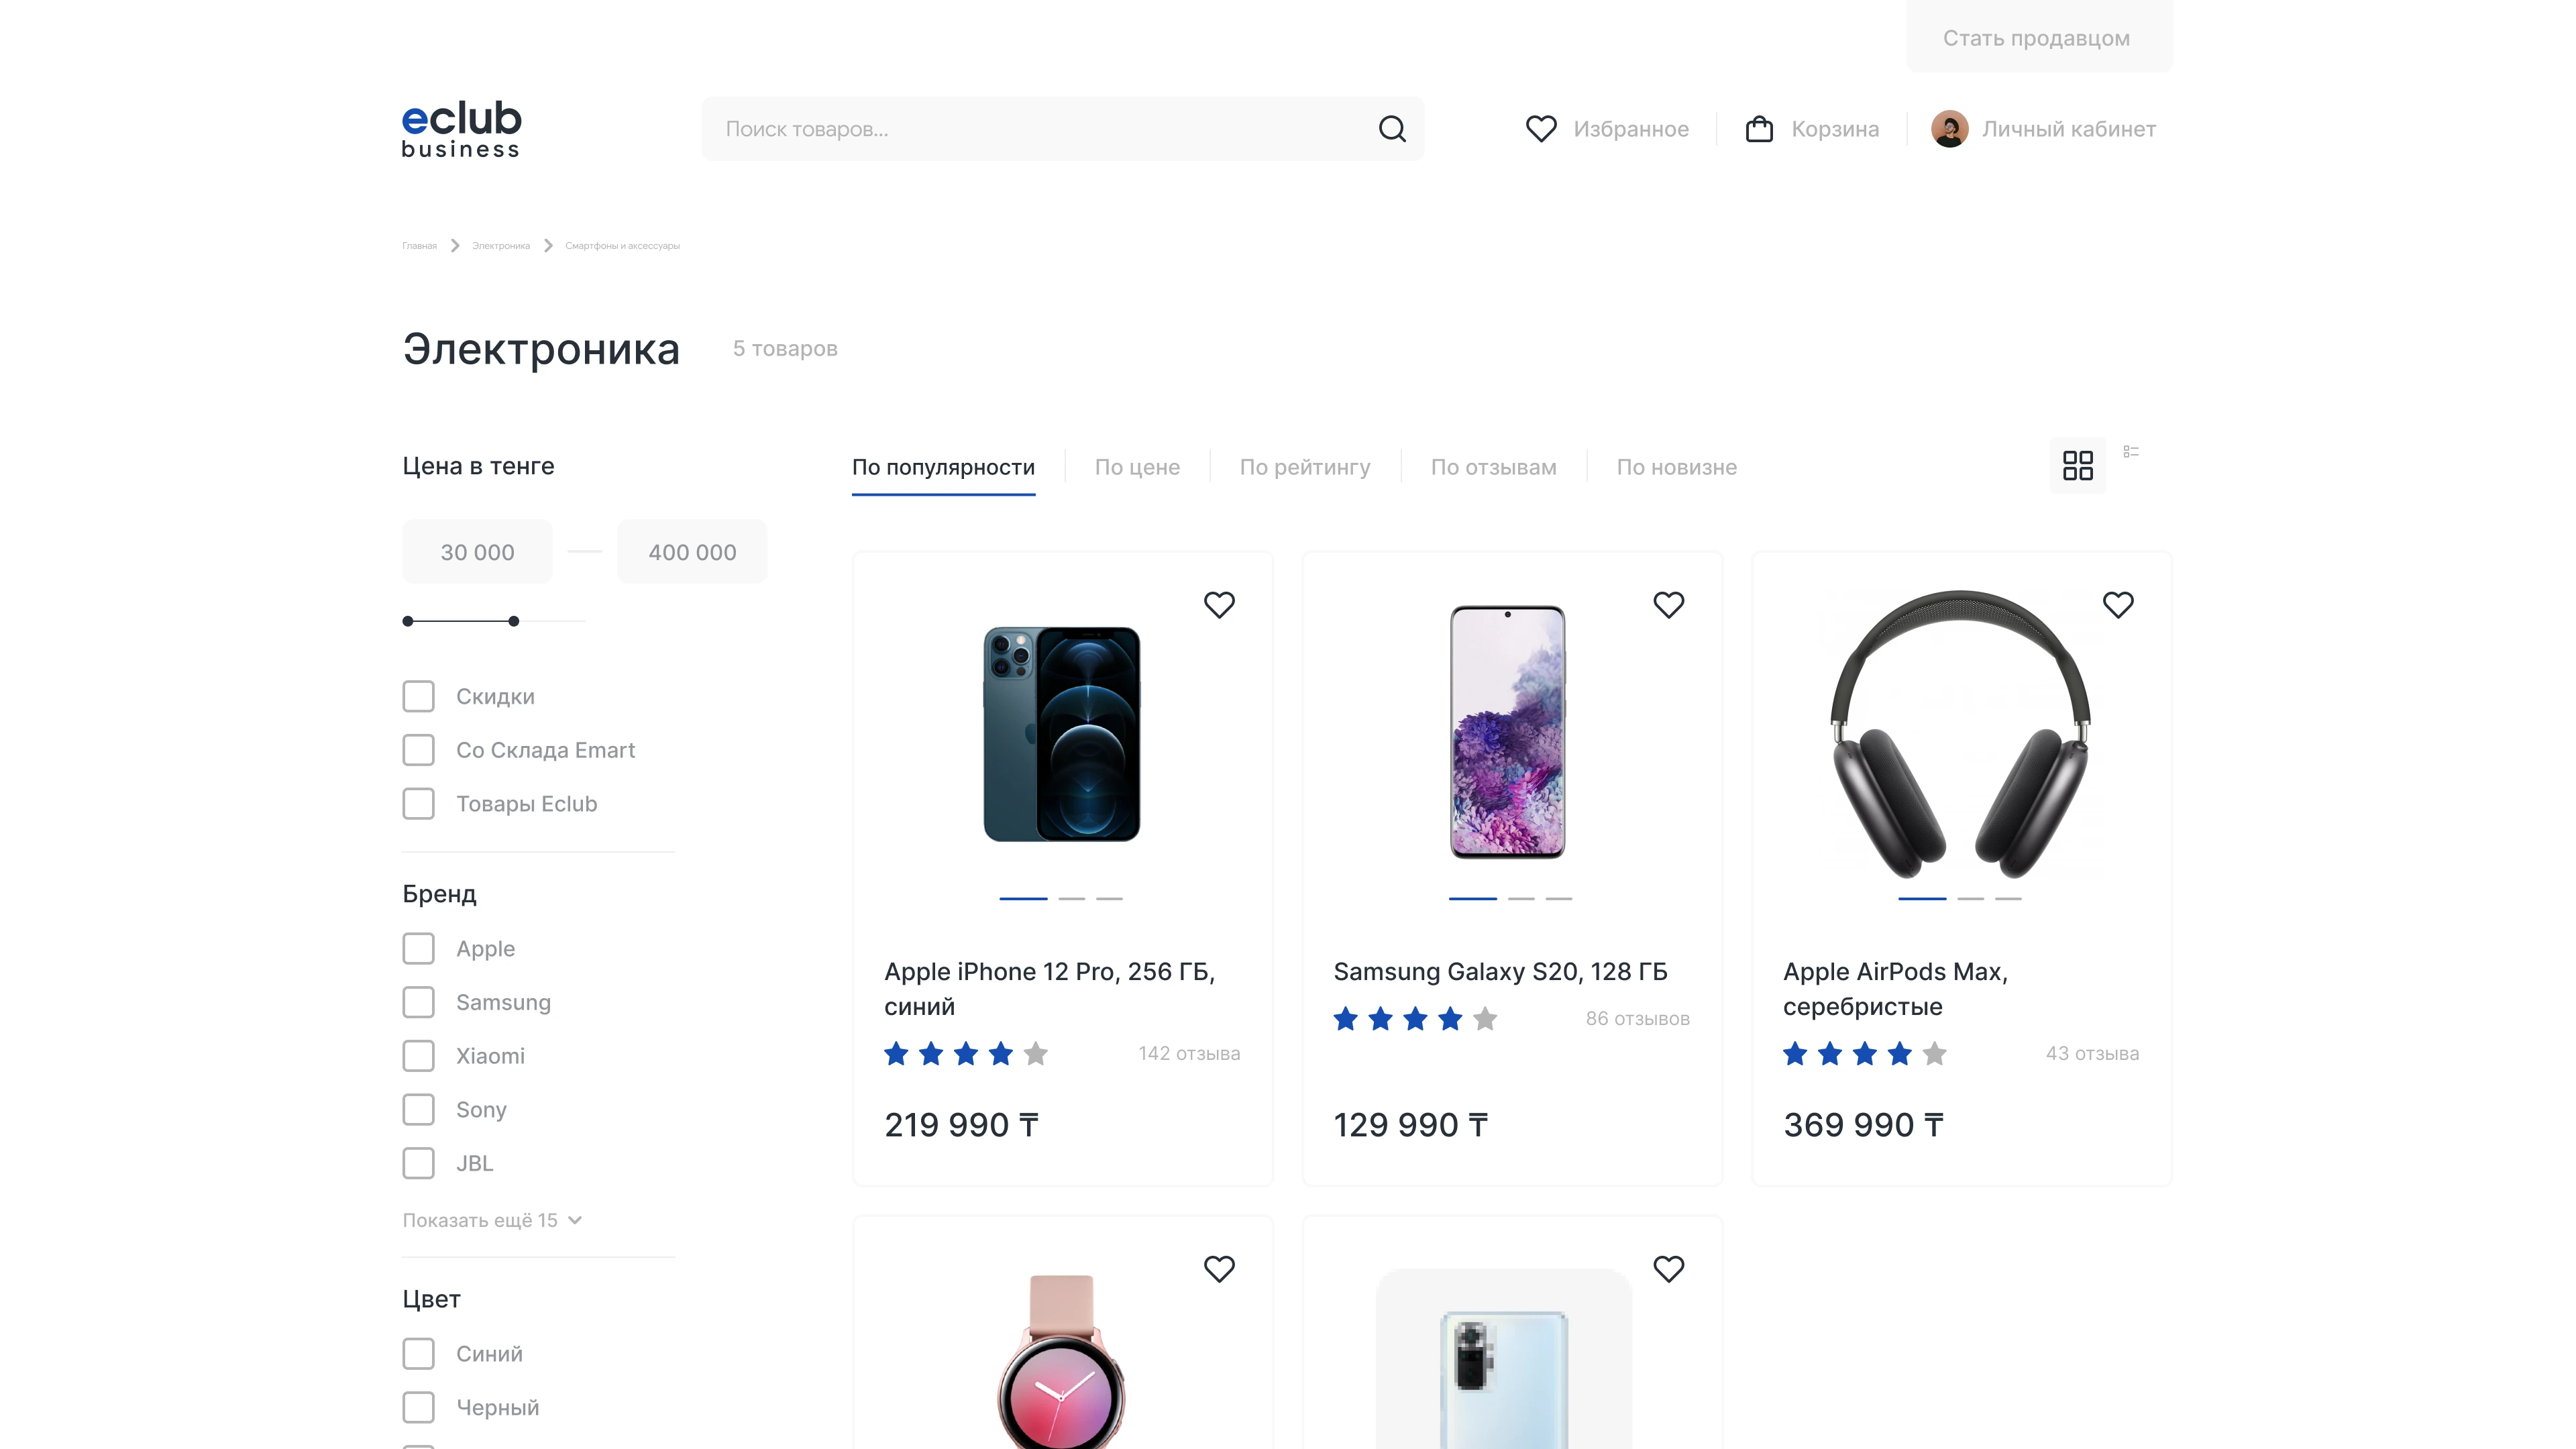 Стать продавцом
eclub
business
Поиск товаров...
Избранное
Корзина
Личный кабинет
Главная
Электроника
Смартфоны и аксессуары
Электроника
5 товаров
Цена в тенге
30 000
400 000
Скидки
Со Склада Emart
Товары Eclub
Бренд
Apple
Samsung
Xiaomi
Sony
JBL
Показать ещё 15
Цвет
Синий
Черный
По популярности
По цене
По рейтингу
По отзывам
По новизне
Apple iPhone 12 Pro, 256 ГБ,
синий
142 отзыва
219 990 ₸
Samsung Galaxy S20, 128 ГБ
86 отзывов
129 990 ₸
Apple AirPods Max,
серебристые
43 отзыва
369 990 ₸